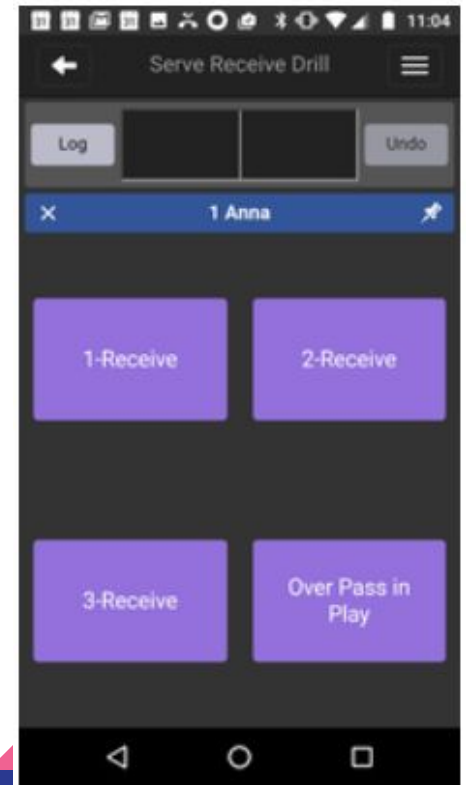 11:04
Serve Receive Drill
Log
Undo
1 Anna
1-Receive
2-Receive
3-Receive
Over Pass in
Play